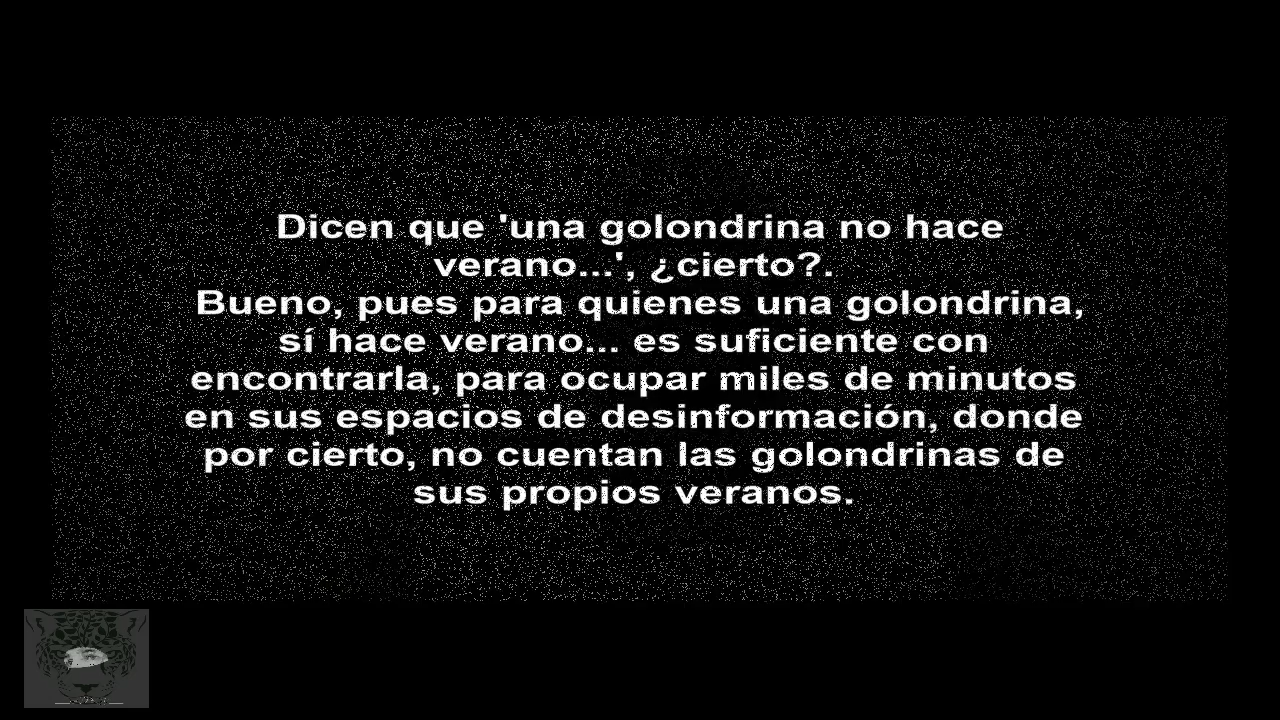 Dicen que 'una golondrina no hace
verano...', ¿cierto?.
Bueno, pues para quienes una golondrina,
sí hace verano... es suficiente con
encontrarla, para ocupar miles de minutos
en sus espacios de desinformación, donde
por cierto, no cuentan las golondrinas de
sus propios veranos.